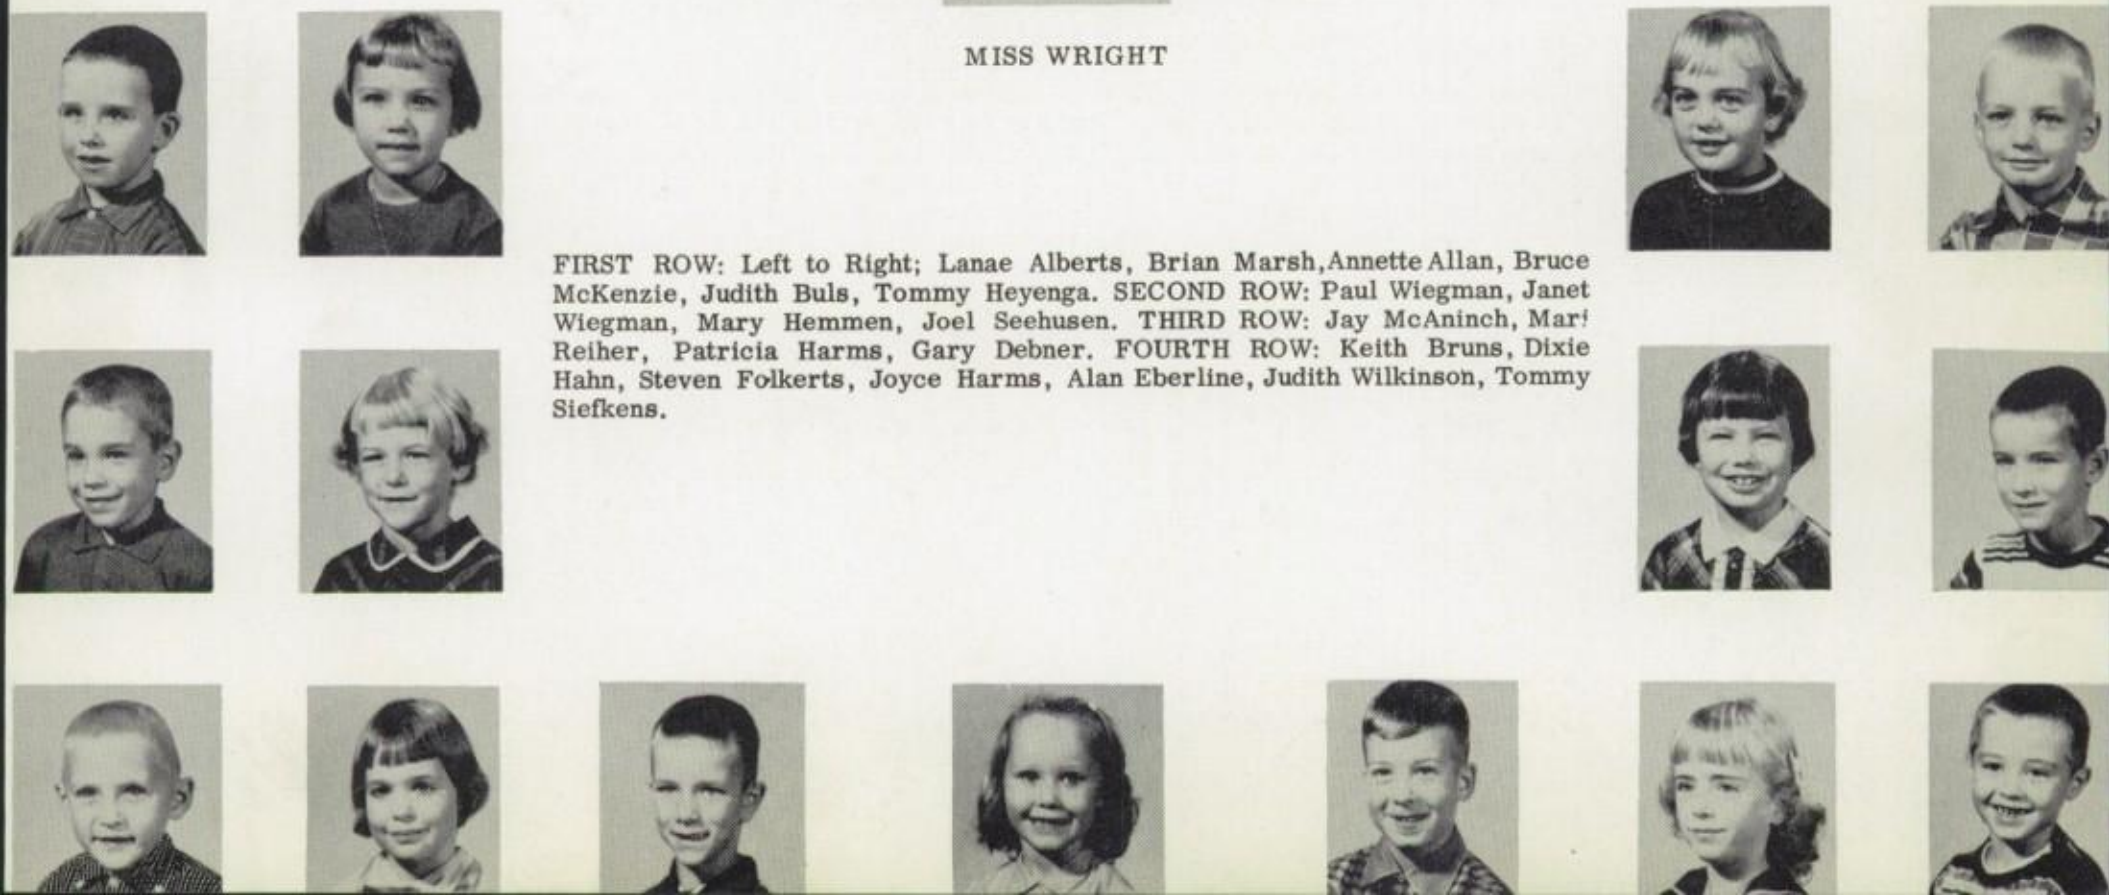 MISS WRIGHT
FIRST ROW: Left to Right; Lanae Alberts, Brian Marsh, Annette Allan, Bruce
McKenzie, Judith Buls, Tommy Heyenga. SECOND ROW: Paul Wiegman, Janet
Wiegman, Mary Hemmen, Joel Seehusen. THIRD ROW: Jay McAninch,
Reiher, Patricia Harms, Gary Debner. FOURTH ROW: Keith Bruns, Dixie
Hahn, Steven Folkerts, Joyce Harms, Alan Eberline, Judith Wilkinson, Tommy
Siefkens.